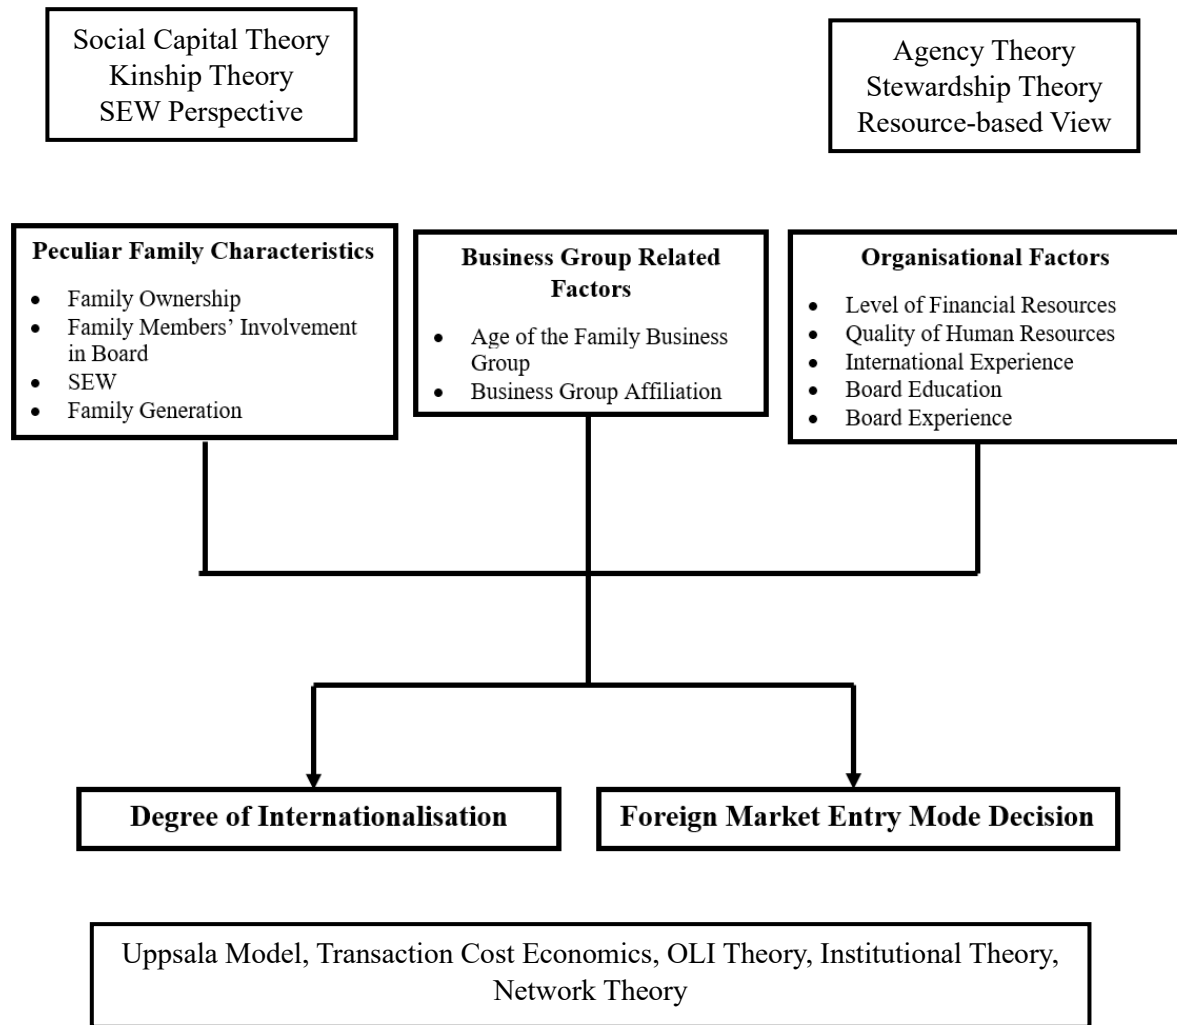 Social Capital Theory
Kinship Theory
SEW Perspective
Agency Theory
Stewardship Theory
Resource-based View
Peculiar Family Characteristics
• Family Ownership
• Family Members’ Involvement
in Board
• SEW
• Family Generation
Business Group Related
Factors
• Age of the Family Business
Group
• Business Group Affiliation
Organisational Factors
• Level of Financial Resources
• Quality of Human Resources
• International Experience
• Board Education
• Board Experience
Degree of Internationalisation
Foreign Market Entry Mode Decision
Uppsala Model, Transaction Cost Economics, OLI Theory, Institutional Theory,
Network Theory